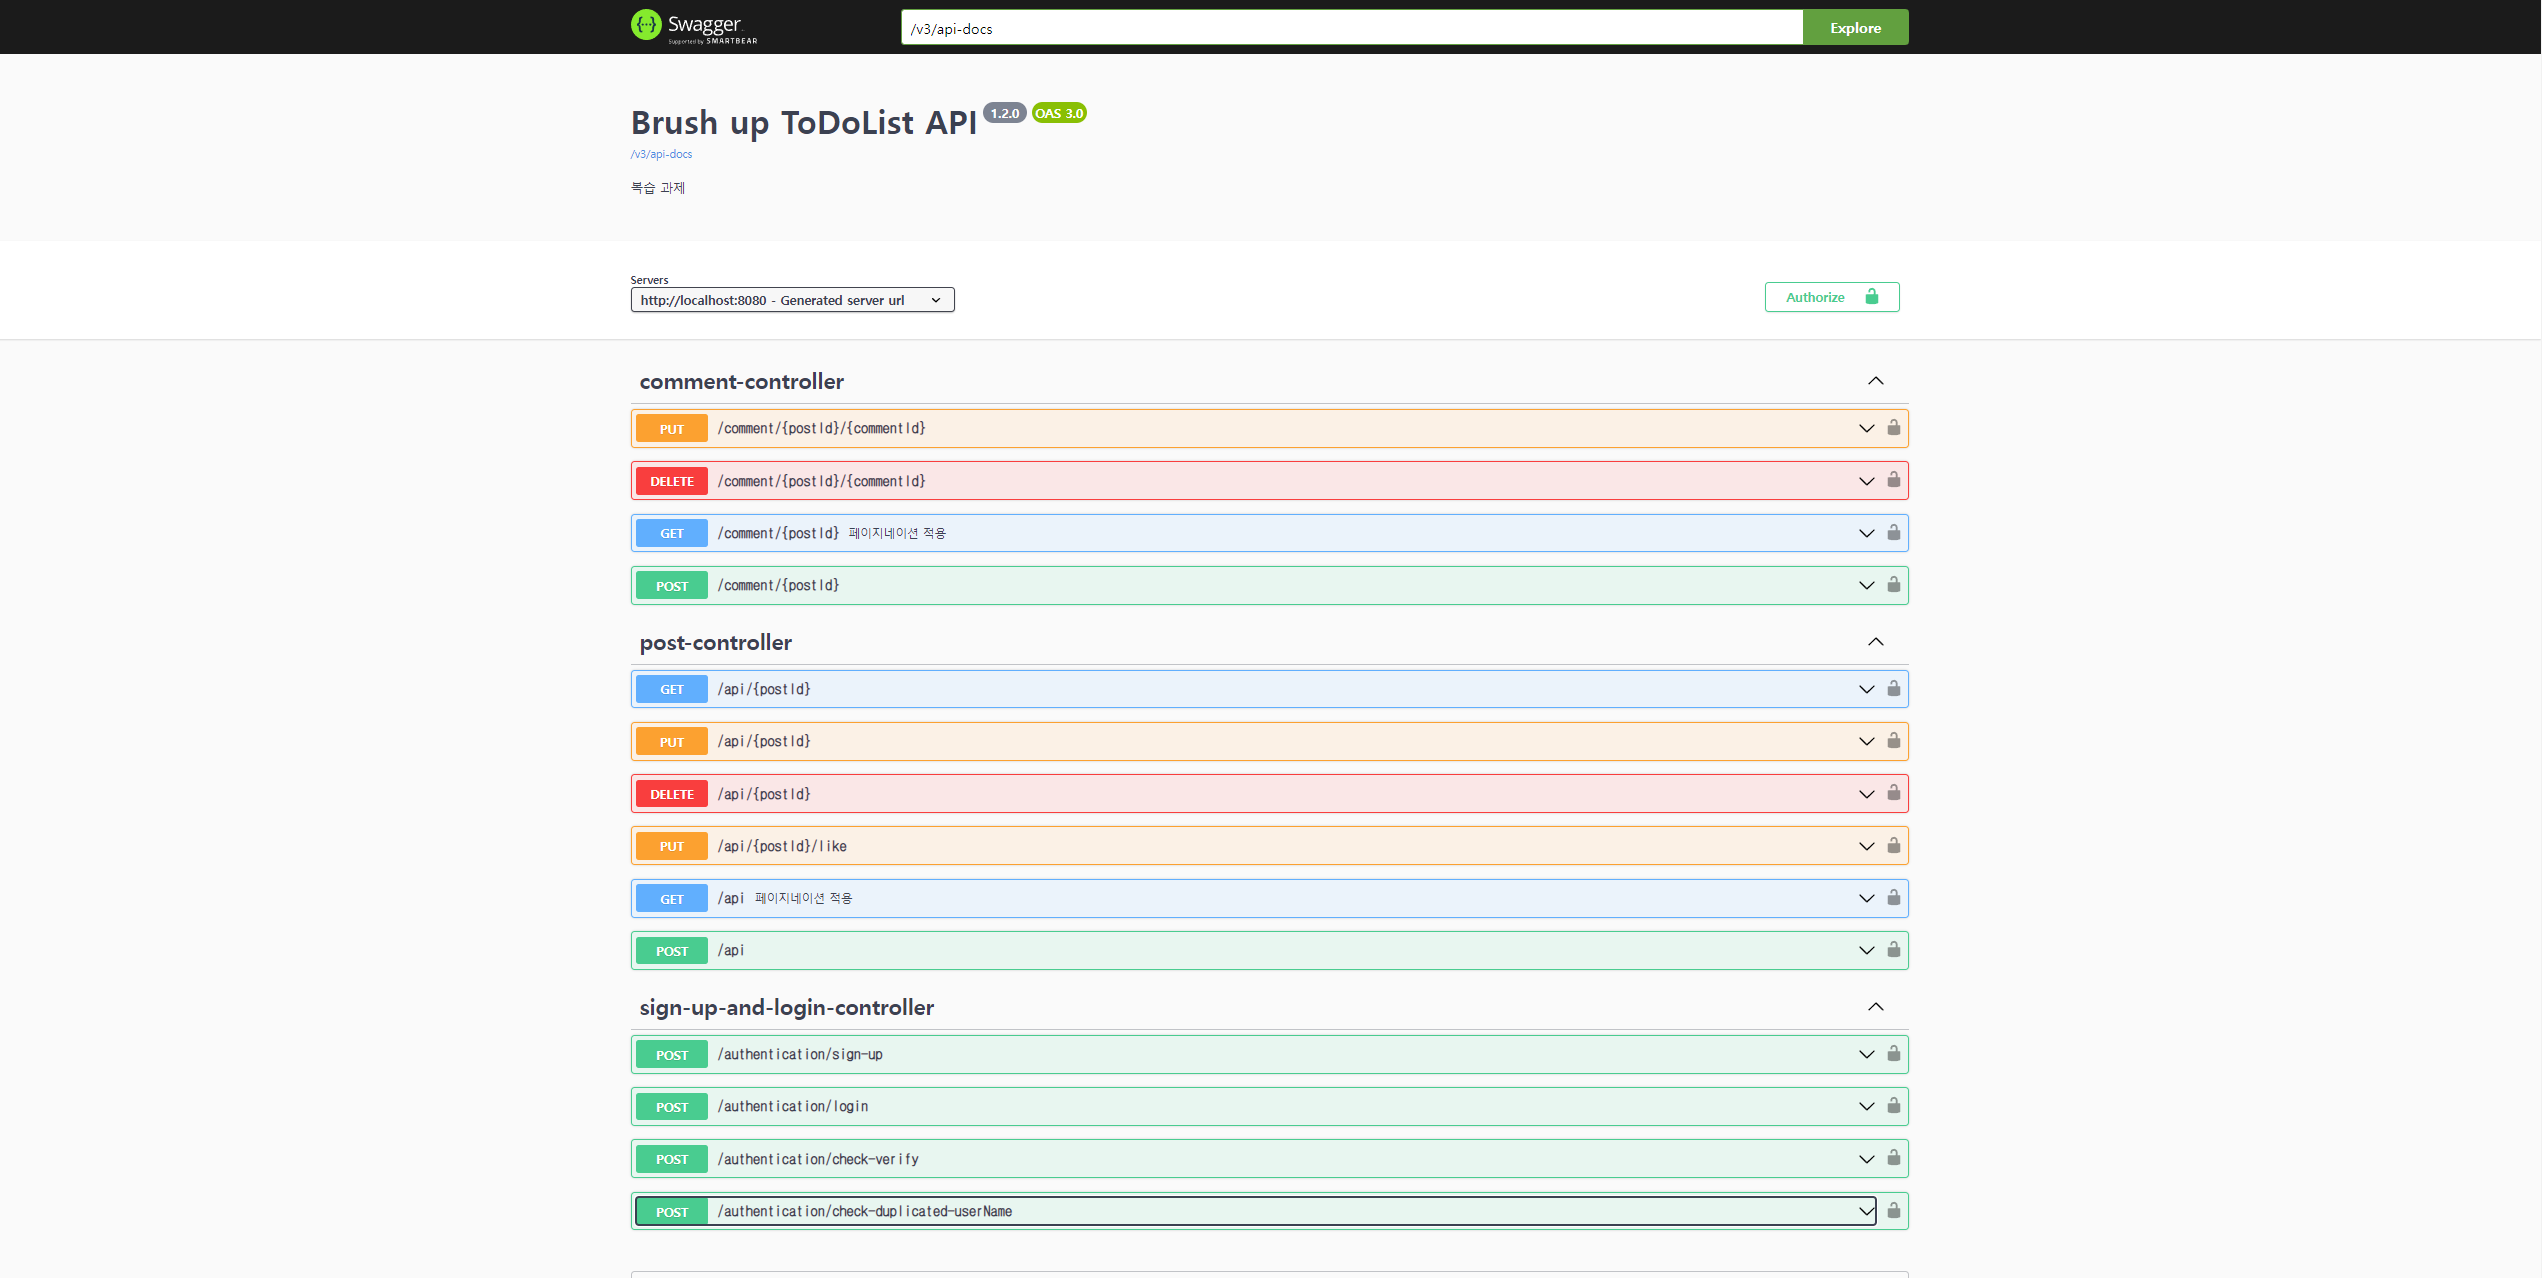 Swagger
Supported by SMARTBEAR
/v3/api-docs
Explore
Brush up ToDoList API 1.2.0 OAS 3.0
/v3/api-docs
복습 과제
Servers
http://localhost:8080 - Generated server url
Authorize
comment-controller
PUT /comment/{postId}/{commentId}
DELETE /comment/{postId}/{commentId}
GET /comment/{postId} 페이지네이션 적용
POST /comment/{postId}
post-controller
GET /api/{postId}
PUT /api/{postId}
DELETE /api/{postId}
PUT /api/{postId}/like
GET /api 페이지네이션 적용
POST /api
sign-up-and-login-controller
POST /authentication/sign-up
POST /authentication/login
POST /authentication/check-verify
POST /authentication/check-duplicated-userName